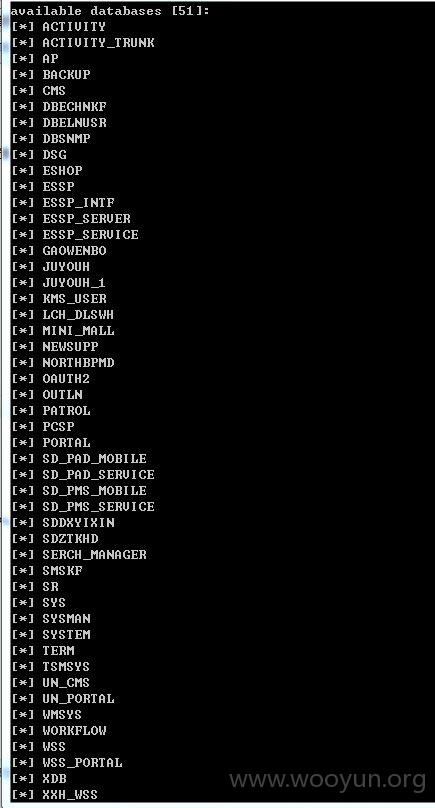 available databases [51]:
[*] ACTIVITY
[*] ACTIVITY_TRUNK
[*] AP
[*] BACKUP
[*] CMS
[*] DBECHNKF
[*] DBELNUSR
[*] DBSNMP
[*] DSG
[*] ESHOP
[*] ESSP
[*] ESSP_INTF
[*] ESSP_SERVER
[*] ESSP_SERVICE
[*] GAOWENBO
[*] JUYOUH
[*] JUYOUH_1
[*] KMS_USER
[*] LCH_DLSWH
[*] MINI_MALL
[*] NEWSUPP
[*] NORTHBPMD
[*] OAUTH2
[*] OUTLN
[*] PATROL
[*] PCSP
[*] PORTAL
[*] SD_PAD_MOBILE
[*] SD_PAD_SERVICE
[*] SD_PMS_MOBILE
[*] SD_PMS_SERVICE
[*] SDDXYIXIN
[*] SDZTKHD
[*] SERCH_MANAGER
[*] SMSKF
[*] SR
[*] SYS
[*] SYSMAN
[*] SYSTEM
[*] TERM
[*] TSMSYS
[*] UN_CMS
[*] UN_PORTAL
[*] WMSYS
[*] WORKFLOW
[*] WSS
[*] WSS_PORTAL
[*] XDB
[*] XXH_WSS
www.wooyun.org